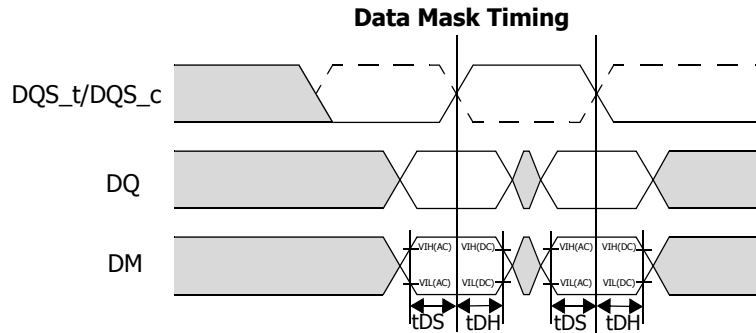 Data Mask Timing
DQS_t/DQS_c
DQ
DM
VIH(AC) VIH(DC) VIH(AC) VIH(DC)
VIL(AC) VIL(DC) VIL(AC) VIL(DC)
tDS tDH tDS tDH